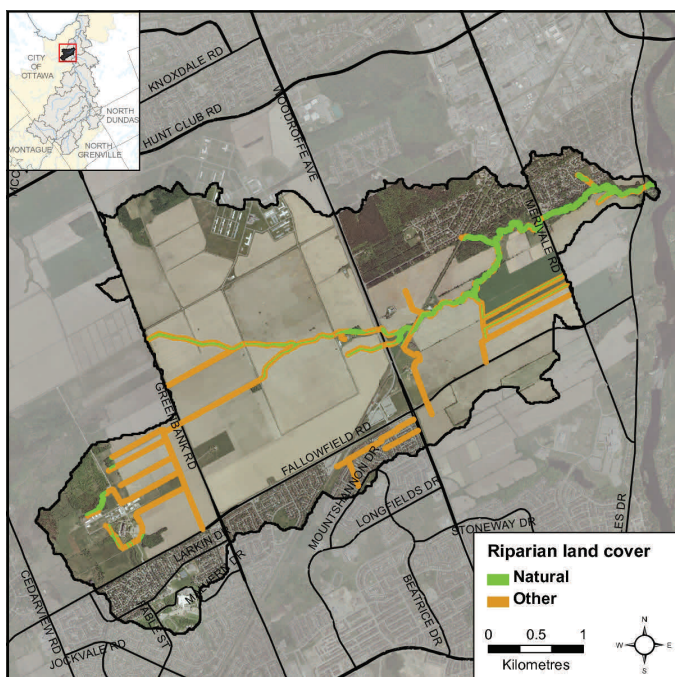 CITY OF
OTTAWA
NORTH
DUNDAS
MONTAGUE
NORTH
GRENVILLE
KNOXDALE RD
HUNT CLUB RD
WOODROFFE AVE
MERIVALE RD
GREENBANK RD
FALLOWFIELD RD
MOUNTSHANNON DR
LONGFIELDS DR
STONEWAY DR
ES DR
LARKIN D
CEDARVIEW RD
JOCKVALE RD
BEATRICE DR
Riparian land cover
Natural
Other
0 0.5 1
Kilometres
N
W E
S